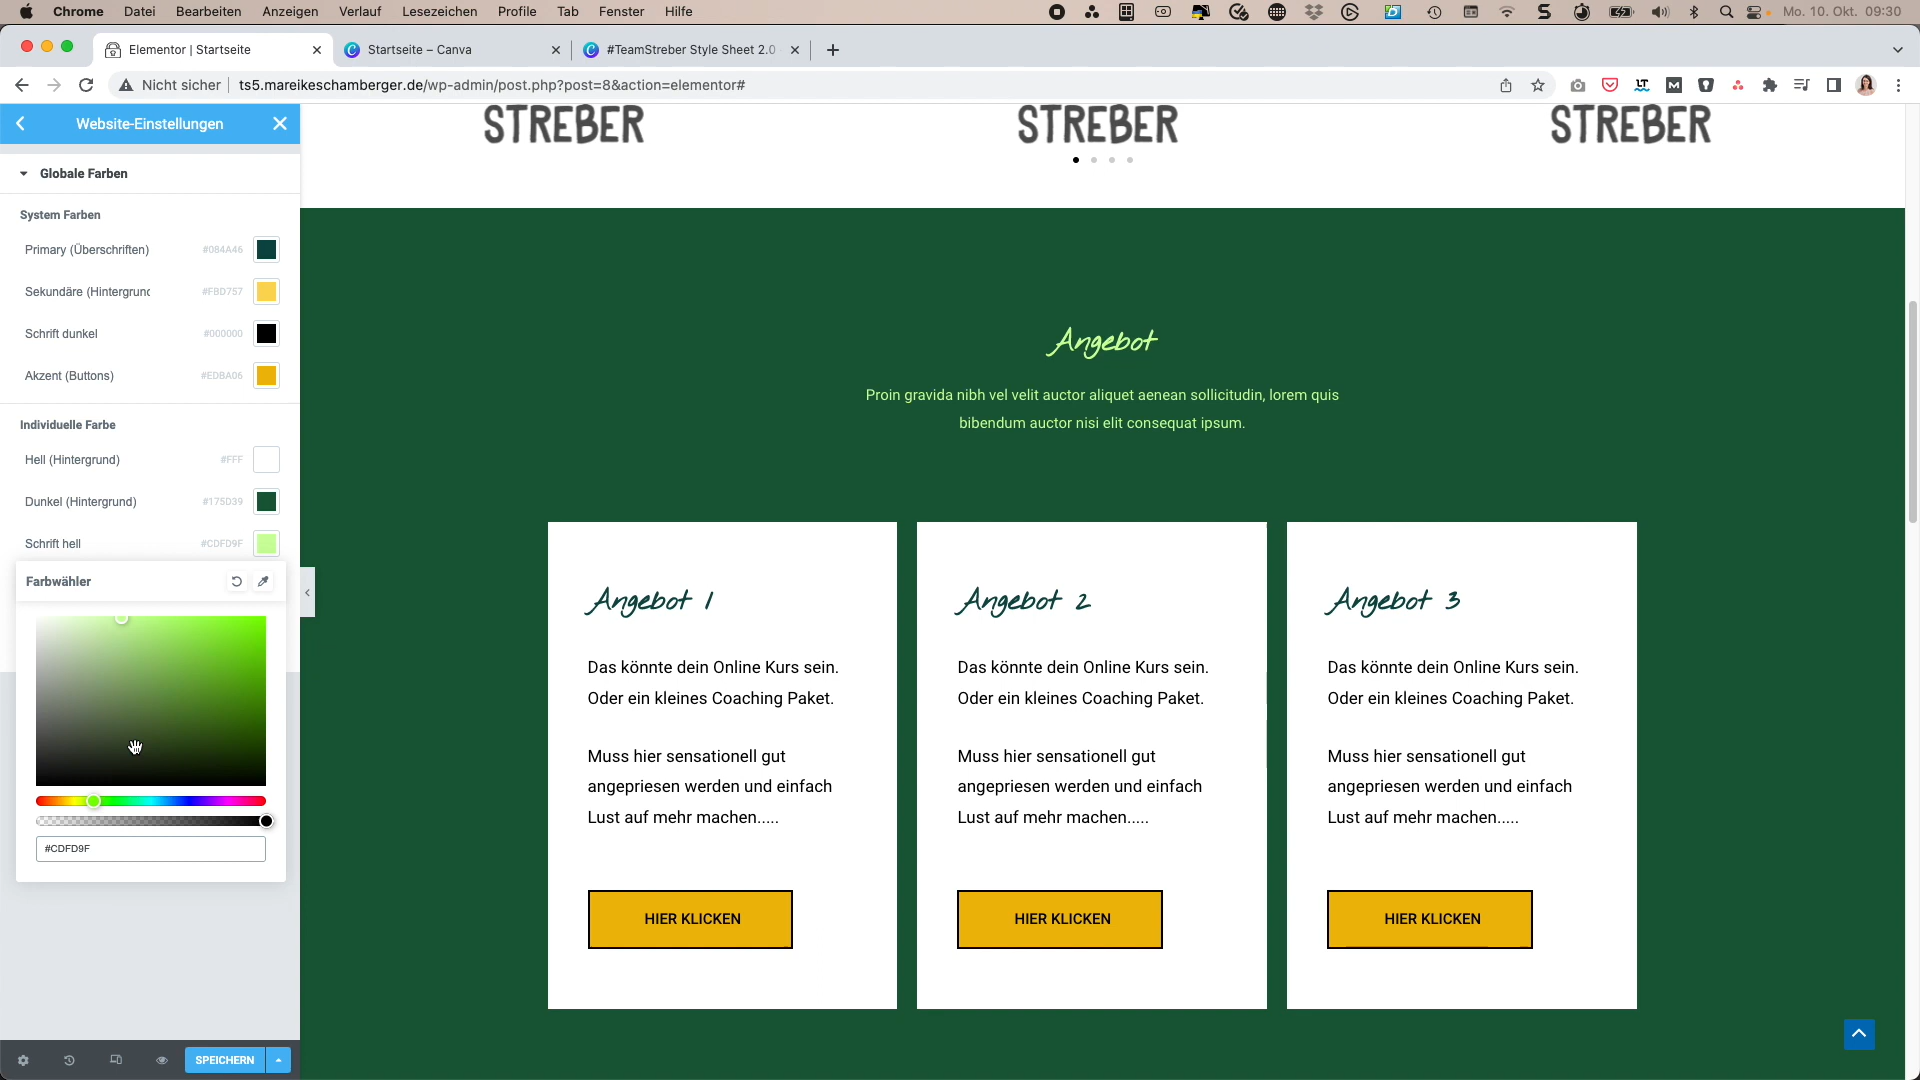 Chrome Datei Bearbeiten Anzeigen Verlauf Lesezeichen Profile Tab Fenster Hilfe Mo. 10. Okt. 09:30
Elementor | Startseite
Startseite – Canva
#TeamStreber Style Sheet 2.0
Nicht sicher ts5.mareikeschamberger.de/wp-admin/post.php?post=8&action=elementor#
Website-Einstellungen
Globale Farben
System Farben
Primary (Überschriften) #084A46
Sekundäre (Hintergrund #FBD757
Schrift dunkel #000000
Akzent (Buttons) #EDBA06
Individuelle Farbe
Hell (Hintergrund) #FFF
Dunkel (Hintergrund) #175D39
Schrift hell #CDFD9F
Farbwähler
#CDFD9F
SPEICHERN
STREBER STREBER STREBER
Angebot
Proin gravida nibh vel velit auctor aliquet aenean sollicitudin, lorem quis
bibendum auctor nisi elit consequat ipsum.
Angebot 1
Das könnte dein Online Kurs sein.
Oder ein kleines Coaching Paket.
Muss hier sensationell gut
angepriesen werden und einfach
Lust auf mehr machen.....
HIER KLICKEN
Angebot 2
Das könnte dein Online Kurs sein.
Oder ein kleines Coaching Paket.
Muss hier sensationell gut
angepriesen werden und einfach
Lust auf mehr machen.....
HIER KLICKEN
Angebot 3
Das könnte dein Online Kurs sein.
Oder ein kleines Coaching Paket.
Muss hier sensationell gut
angepriesen werden und einfach
Lust auf mehr machen.....
HIER KLICKEN